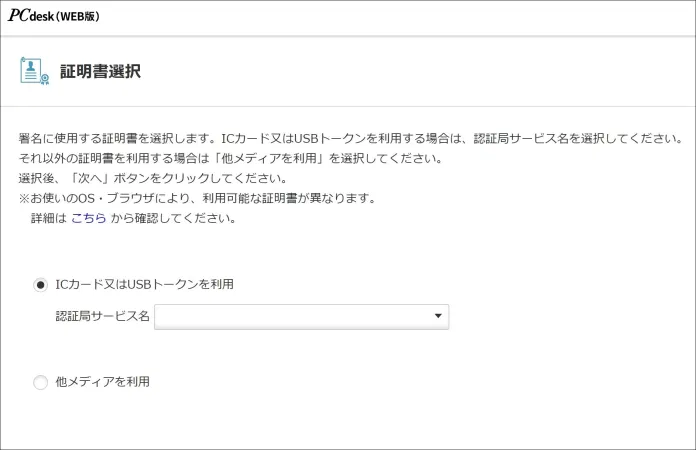 PCdesk(WEB版)
証明書選択
署名に使用する証明書を選択します。ICカード又はUSBトークンを利用する場合は、認証局サービス名を選択してください。
それ以外の証明書を利用する場合は「他メディアを利用」を選択してください。
選択後、「次へ」ボタンをクリックしてください。
※お使いのOS・ブラウザにより、利用可能な証明書が異なります。
詳細は こちら から確認してください。
ICカード又はUSBトークンを利用
認証局サービス名
他メディアを利用